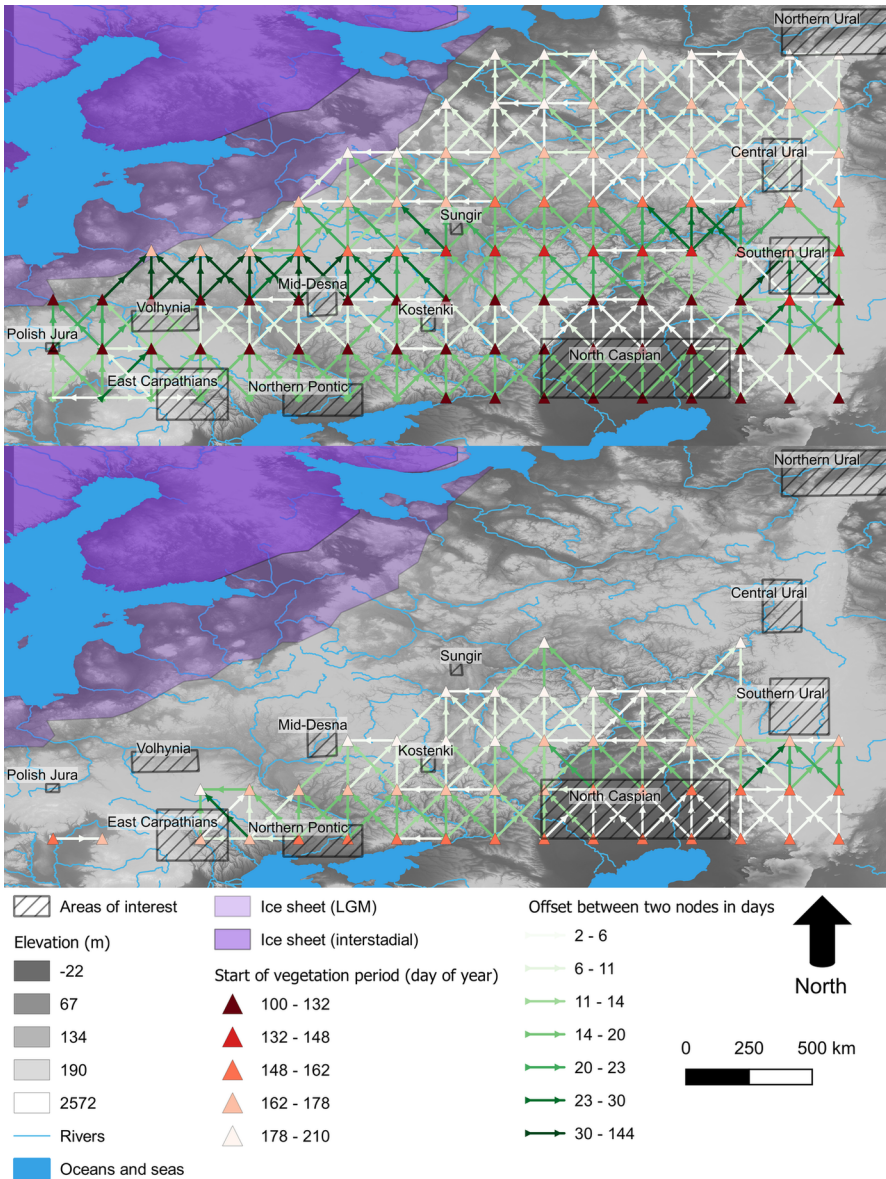 Northern Ural
Central Ural
Sungir
Southern Ural
Mid-Desna
Volhynia
Kostenki
Polish Jura
North Caspian
East Carpathians
Northern Pontic
Northern Ural
Central Ural
Sungir
Southern Ural
Mid-Desna
Volhynia
Kostenki
Polish Jura
North Caspian
East Carpathians
Northern Pontic
Areas of interest
Elevation (m)
-22
67
134
190
2572
Rivers
Oceans and seas
Ice sheet (LGM)
Ice sheet (interstadial)
Start of vegetation period (day of year)
100 - 132
132 - 148
148 - 162
162 - 178
178 - 210
Offset between two nodes in days
2 - 6
6 - 11
11 - 14
14 - 20
20 - 23
23 - 30
30 - 144
North
0 250 500 km